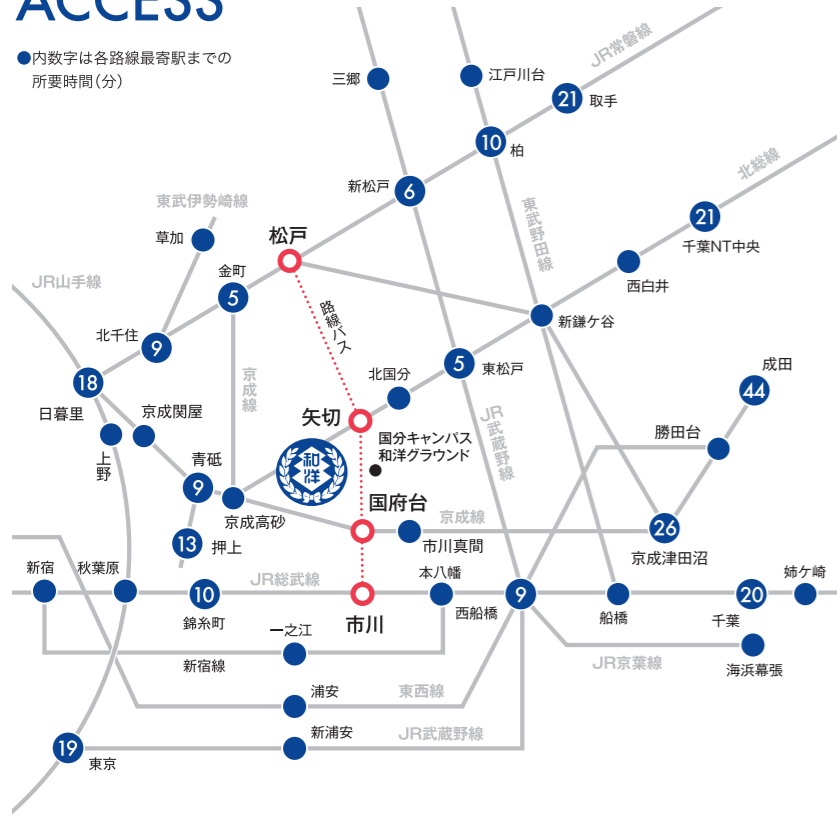 ACCESS
●内数字は各路線最寄駅までの
所要時間(分)
JR常磐線
三郷
江戸川台
21
取手
10
柏
新松戸
6
北総線
東武伊勢崎線
東武野田線
21
千葉NT中央
草加
松戸
金町
西白井
JR山手線
5
路線バス
新鎌ケ谷
北千住
9
5
東松戸
成田
18
京成線
北国分
44
日暮里
京成関屋
矢切
JR武蔵野線
勝田台
上野
青砥
9
和洋
国分キャンパス
和洋グラウンド
国府台
京成高砂
京成線
26
13
押上
市川真間
京成津田沼
新宿
秋葉原
JR総武線
本八幡
姉ケ崎
10
9
20
錦糸町
市川
西船橋
船橋
千葉
一之江
新宿線
JR京葉線
海浜幕張
浦安
東西線
新浦安
JR武蔵野線
19
東京